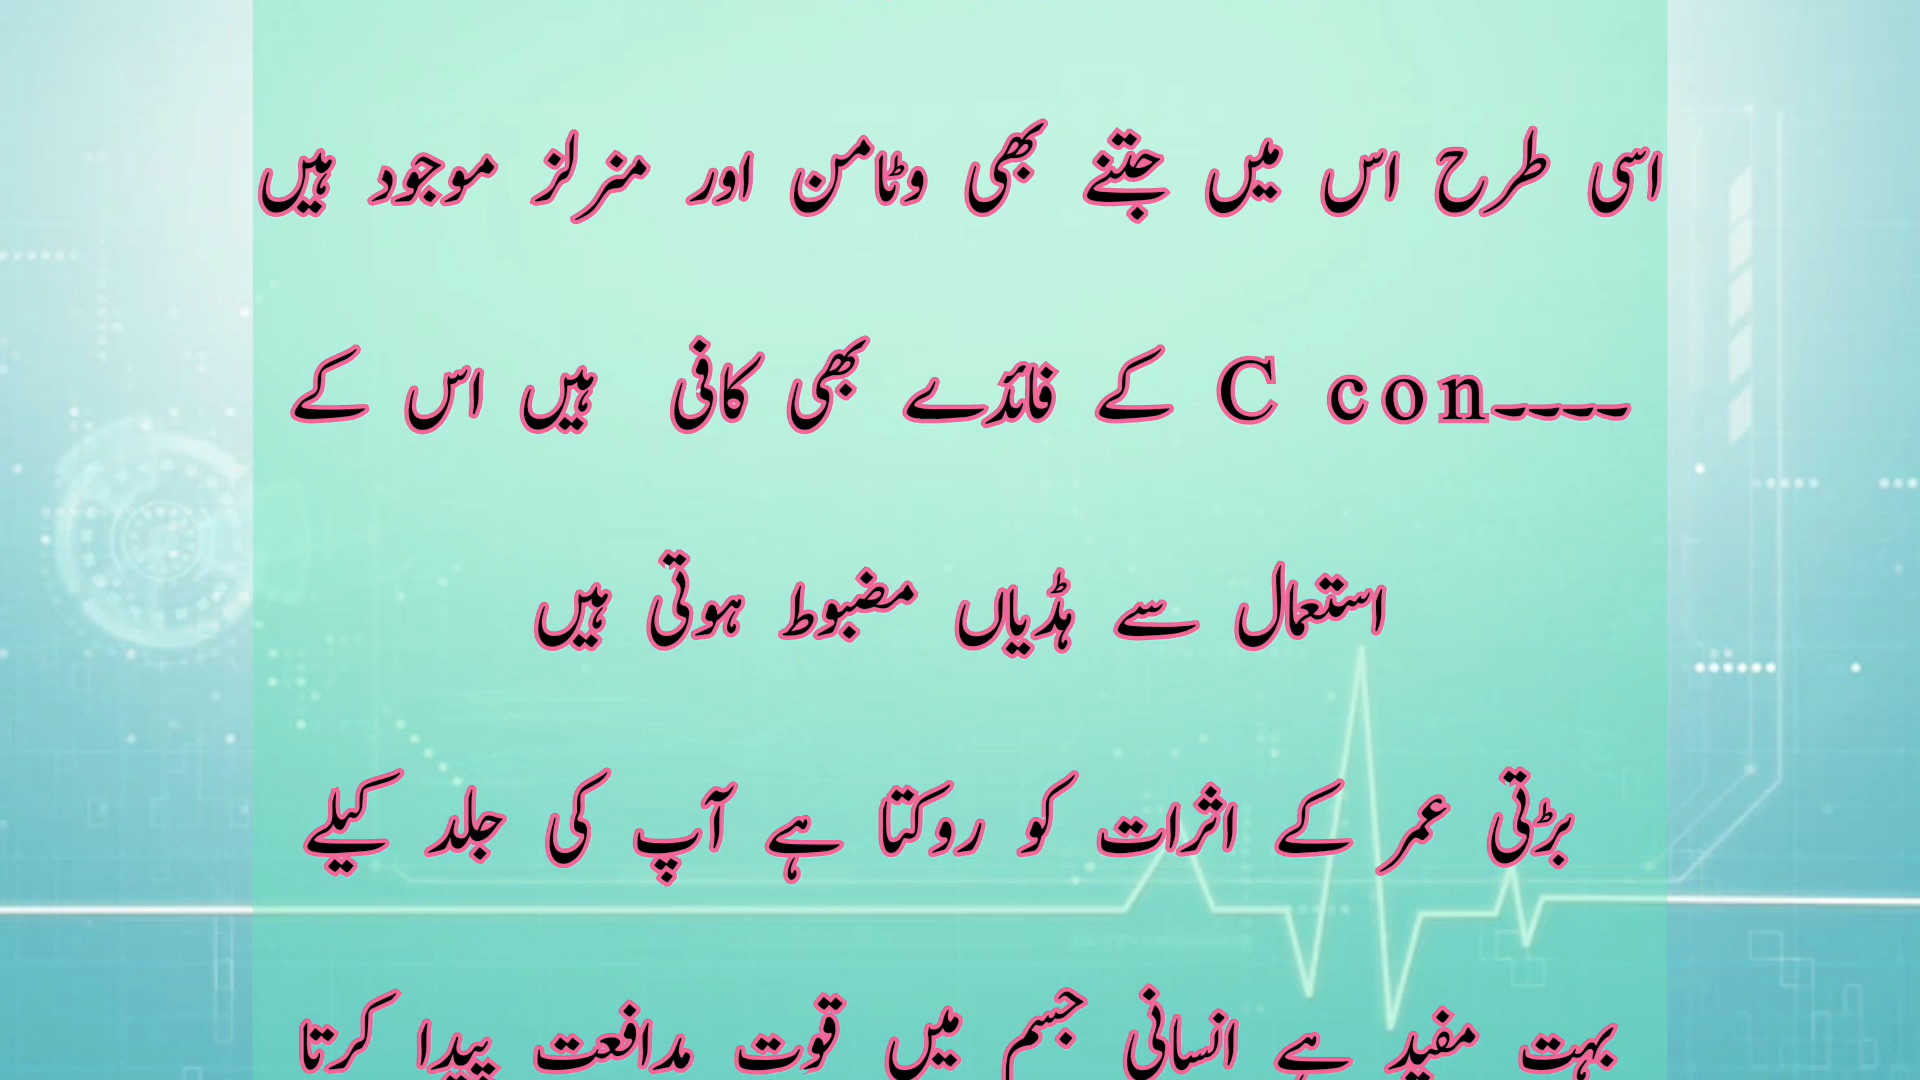 اسی طرح اس میں جتنے بھی وٹامن اور منرلز موجود ہیں
۔۔۔۔C con کے فائدے بھی کافی ہیں اس کے
استعمال سے ہڈیاں مضبوط ہوتی ہیں
بڑتی عمر کے اثرات کو روکتا ہے آپ کی جلد کیلے
بہت مفید ہے انسانی جسم میں قوت مدافعت پیدا کرتا